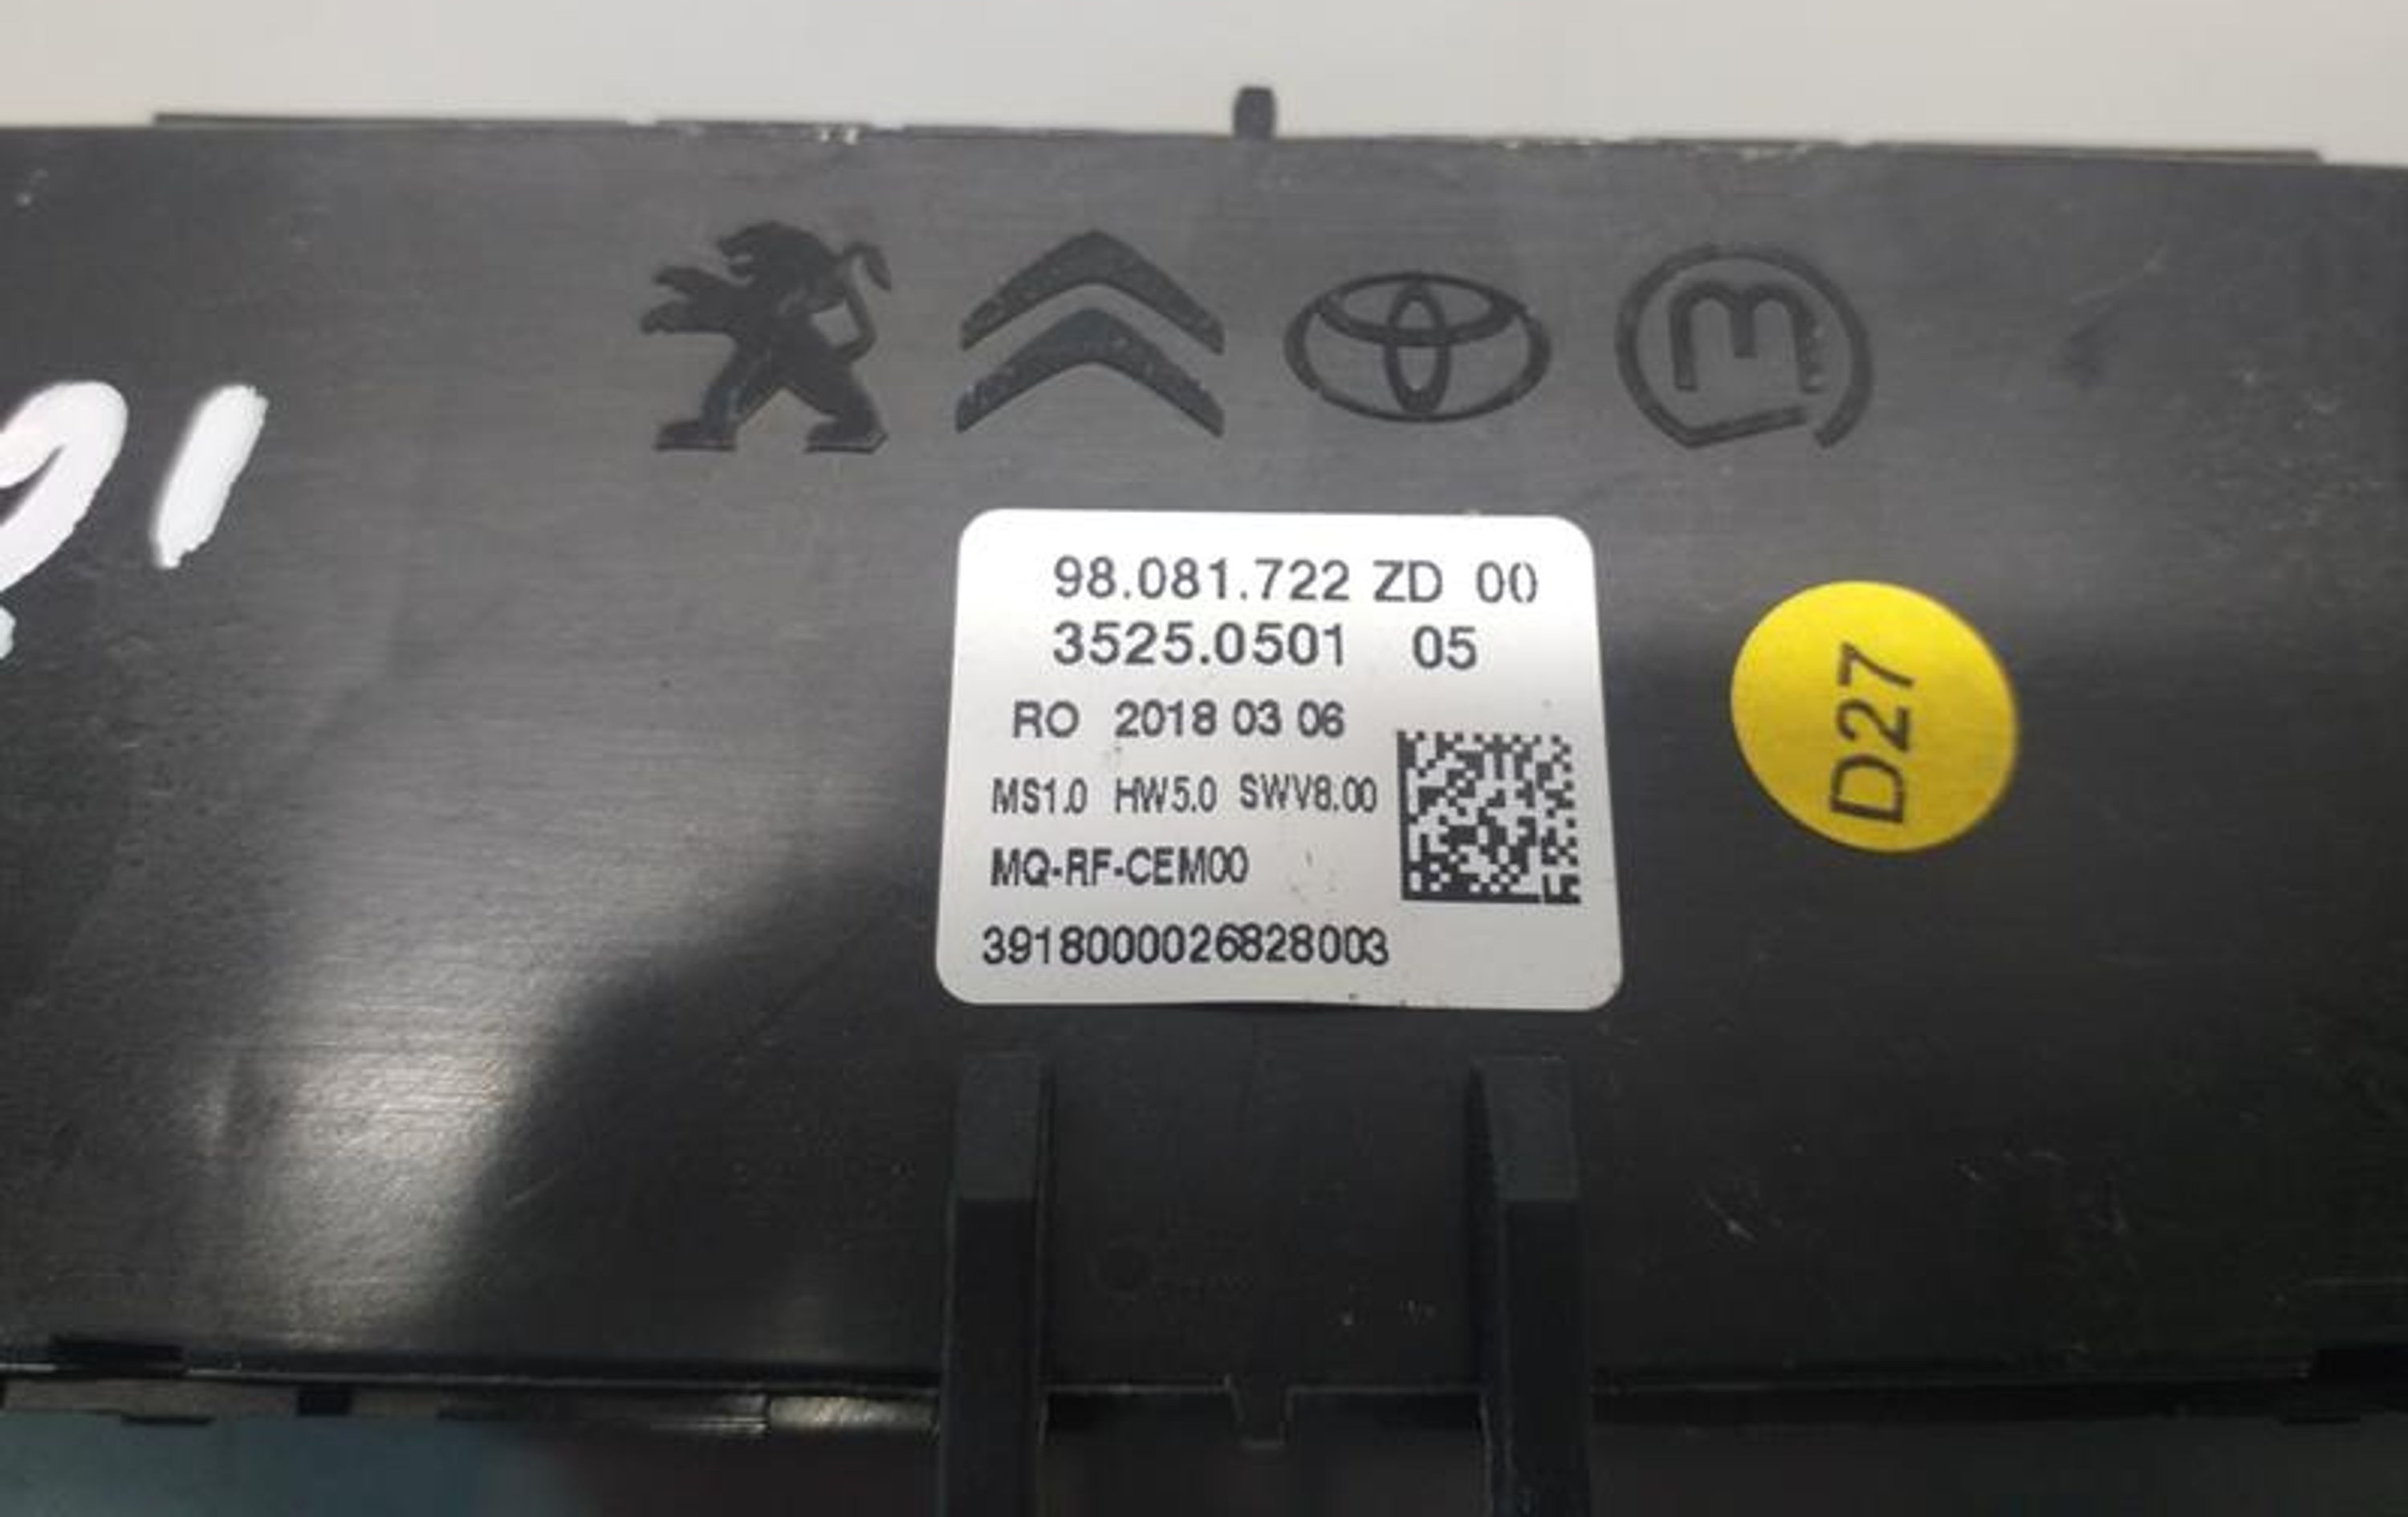 98.081.722 ZD 00
3525.0501 05
RO 2018 03 06
MS1.0 HW5.0 SWV8.00
MQ-RF-CEM00
3918000026828003
D27